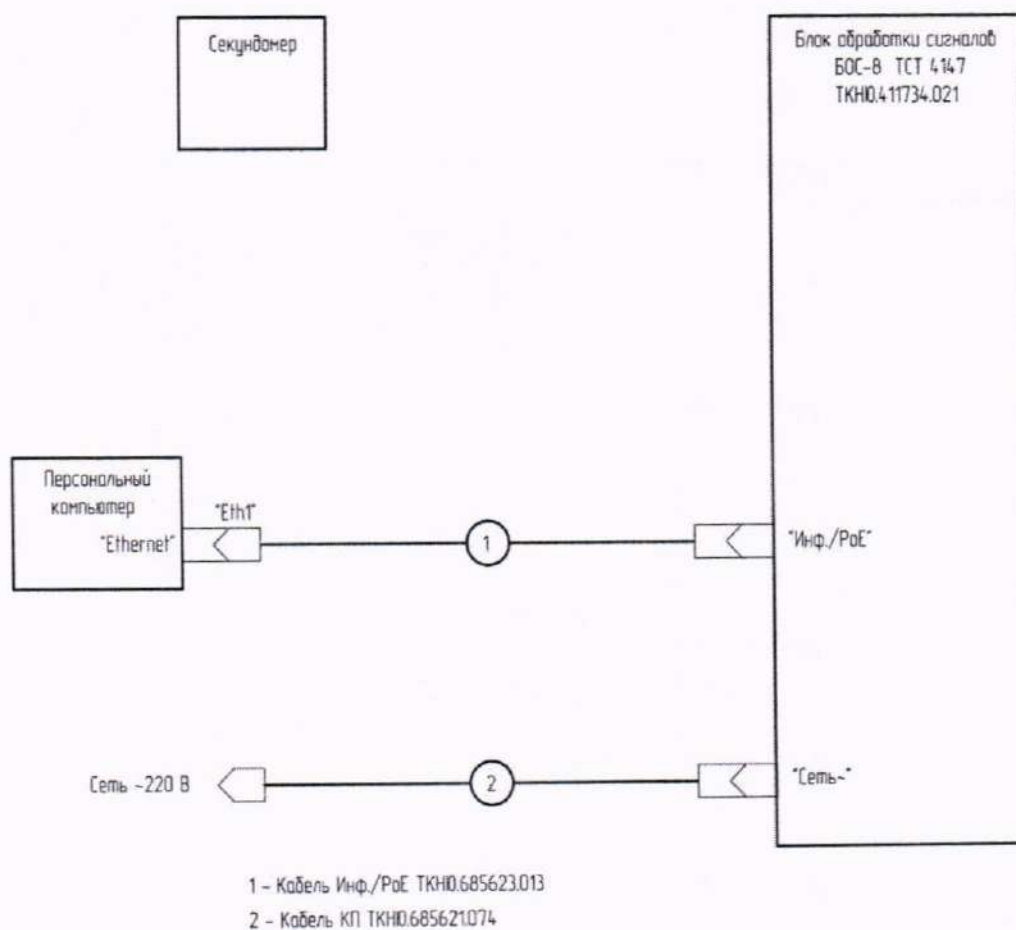 Секундомер
Блок обработки сигналов
БОС-8 ТСТ 4147
ТКНЮ.411734.021
Персональный
компьютер
"Ethernet"
"Eth1"
1
"Инф./PoE"
Сеть ~220 В
2
"Сеть~"
1 – Кабель Инф./PoE ТКНЮ.685623.013
2 – Кабель КП ТКНЮ.685621.074